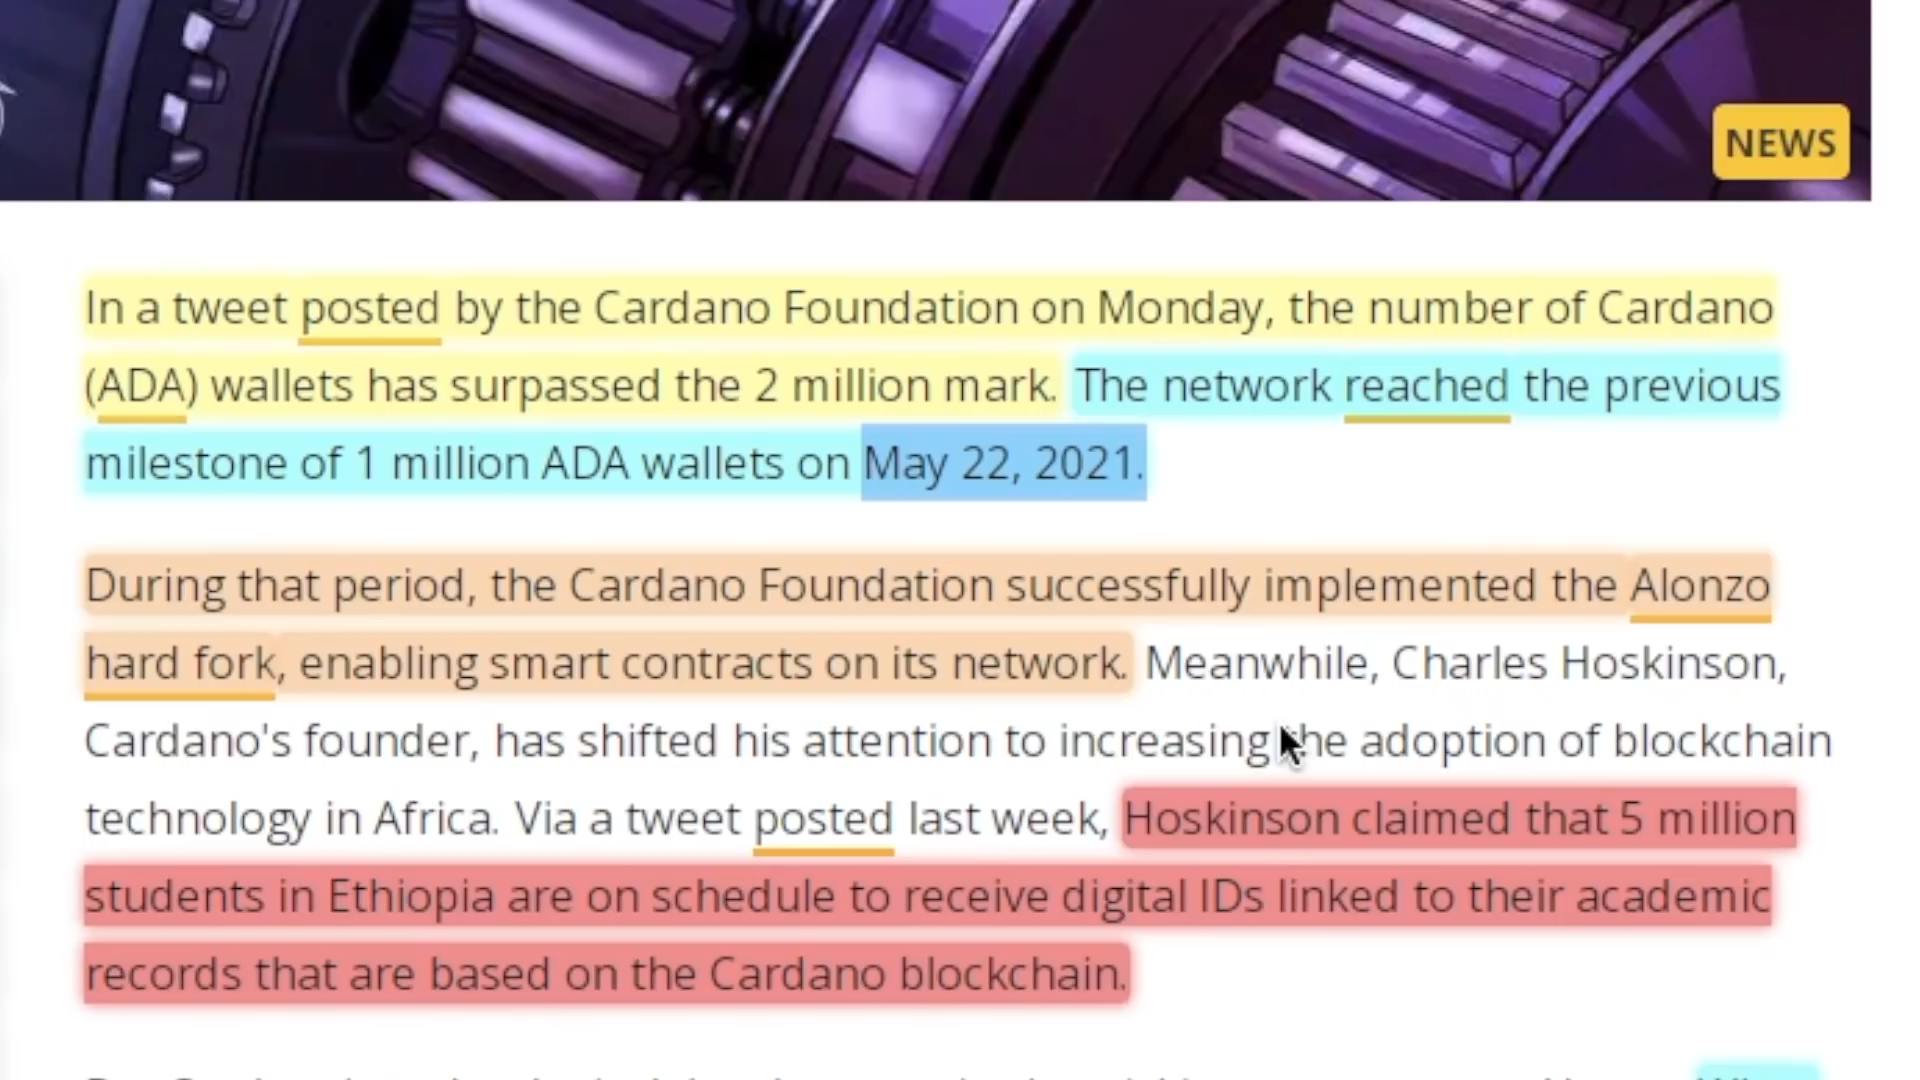 NEWS
In a tweet posted by the Cardano Foundation on Monday, the number of Cardano
(ADA) wallets has surpassed the 2 million mark. The network reached the previous
milestone of 1 million ADA wallets on May 22, 2021.
During that period, the Cardano Foundation successfully implemented the Alonzo
hard fork, enabling smart contracts on its network. Meanwhile, Charles Hoskinson,
Cardano's founder, has shifted his attention to increasing the adoption of blockchain
technology in Africa. Via a tweet posted last week, Hoskinson claimed that 5 million
students in Ethiopia are on schedule to receive digital IDs linked to their academic
records that are based on the Cardano blockchain.